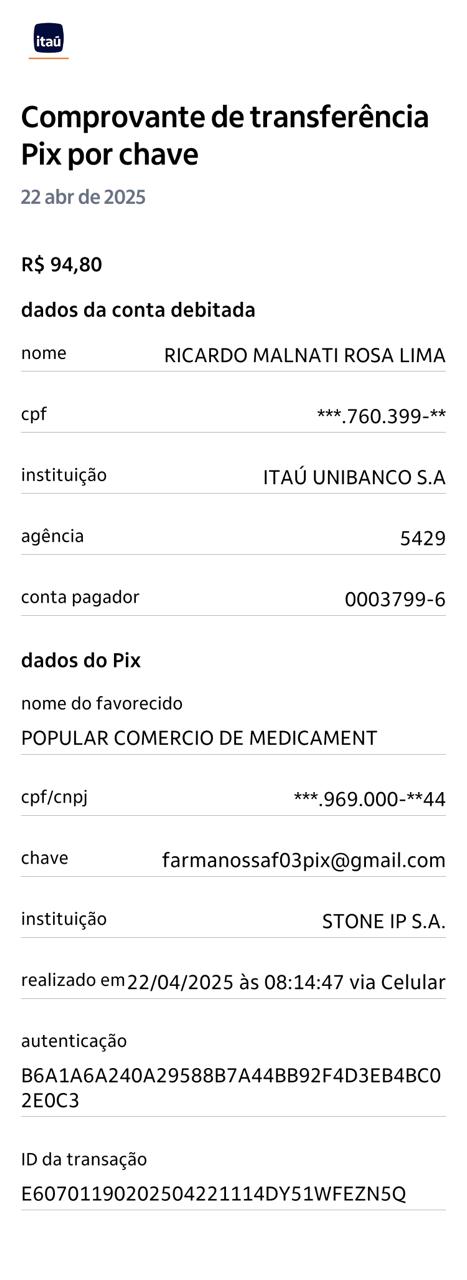 itaú
Comprovante de transferência
Pix por chave
22 abr de 2025
R$ 94,80
dados da conta debitada
nome RICARDO MALNATI ROSA LIMA
cpf ***.760.399-**
instituição ITAÚ UNIBANCO S.A
agência 5429
conta pagador 0003799-6
dados do Pix
nome do favorecido
POPULAR COMERCIO DE MEDICAMENT
cpf/cnpj ***.969.000-**44
chave farmanossaf03pix@gmail.com
instituição STONE IP S.A.
realizado em 22/04/2025 às 08:14:47 via Celular
autenticação
B6A1A6A240A29588B7A44BB92F4D3EB4BC0
2E0C3
ID da transação
E60701190202504221114DY51WFEZN5Q